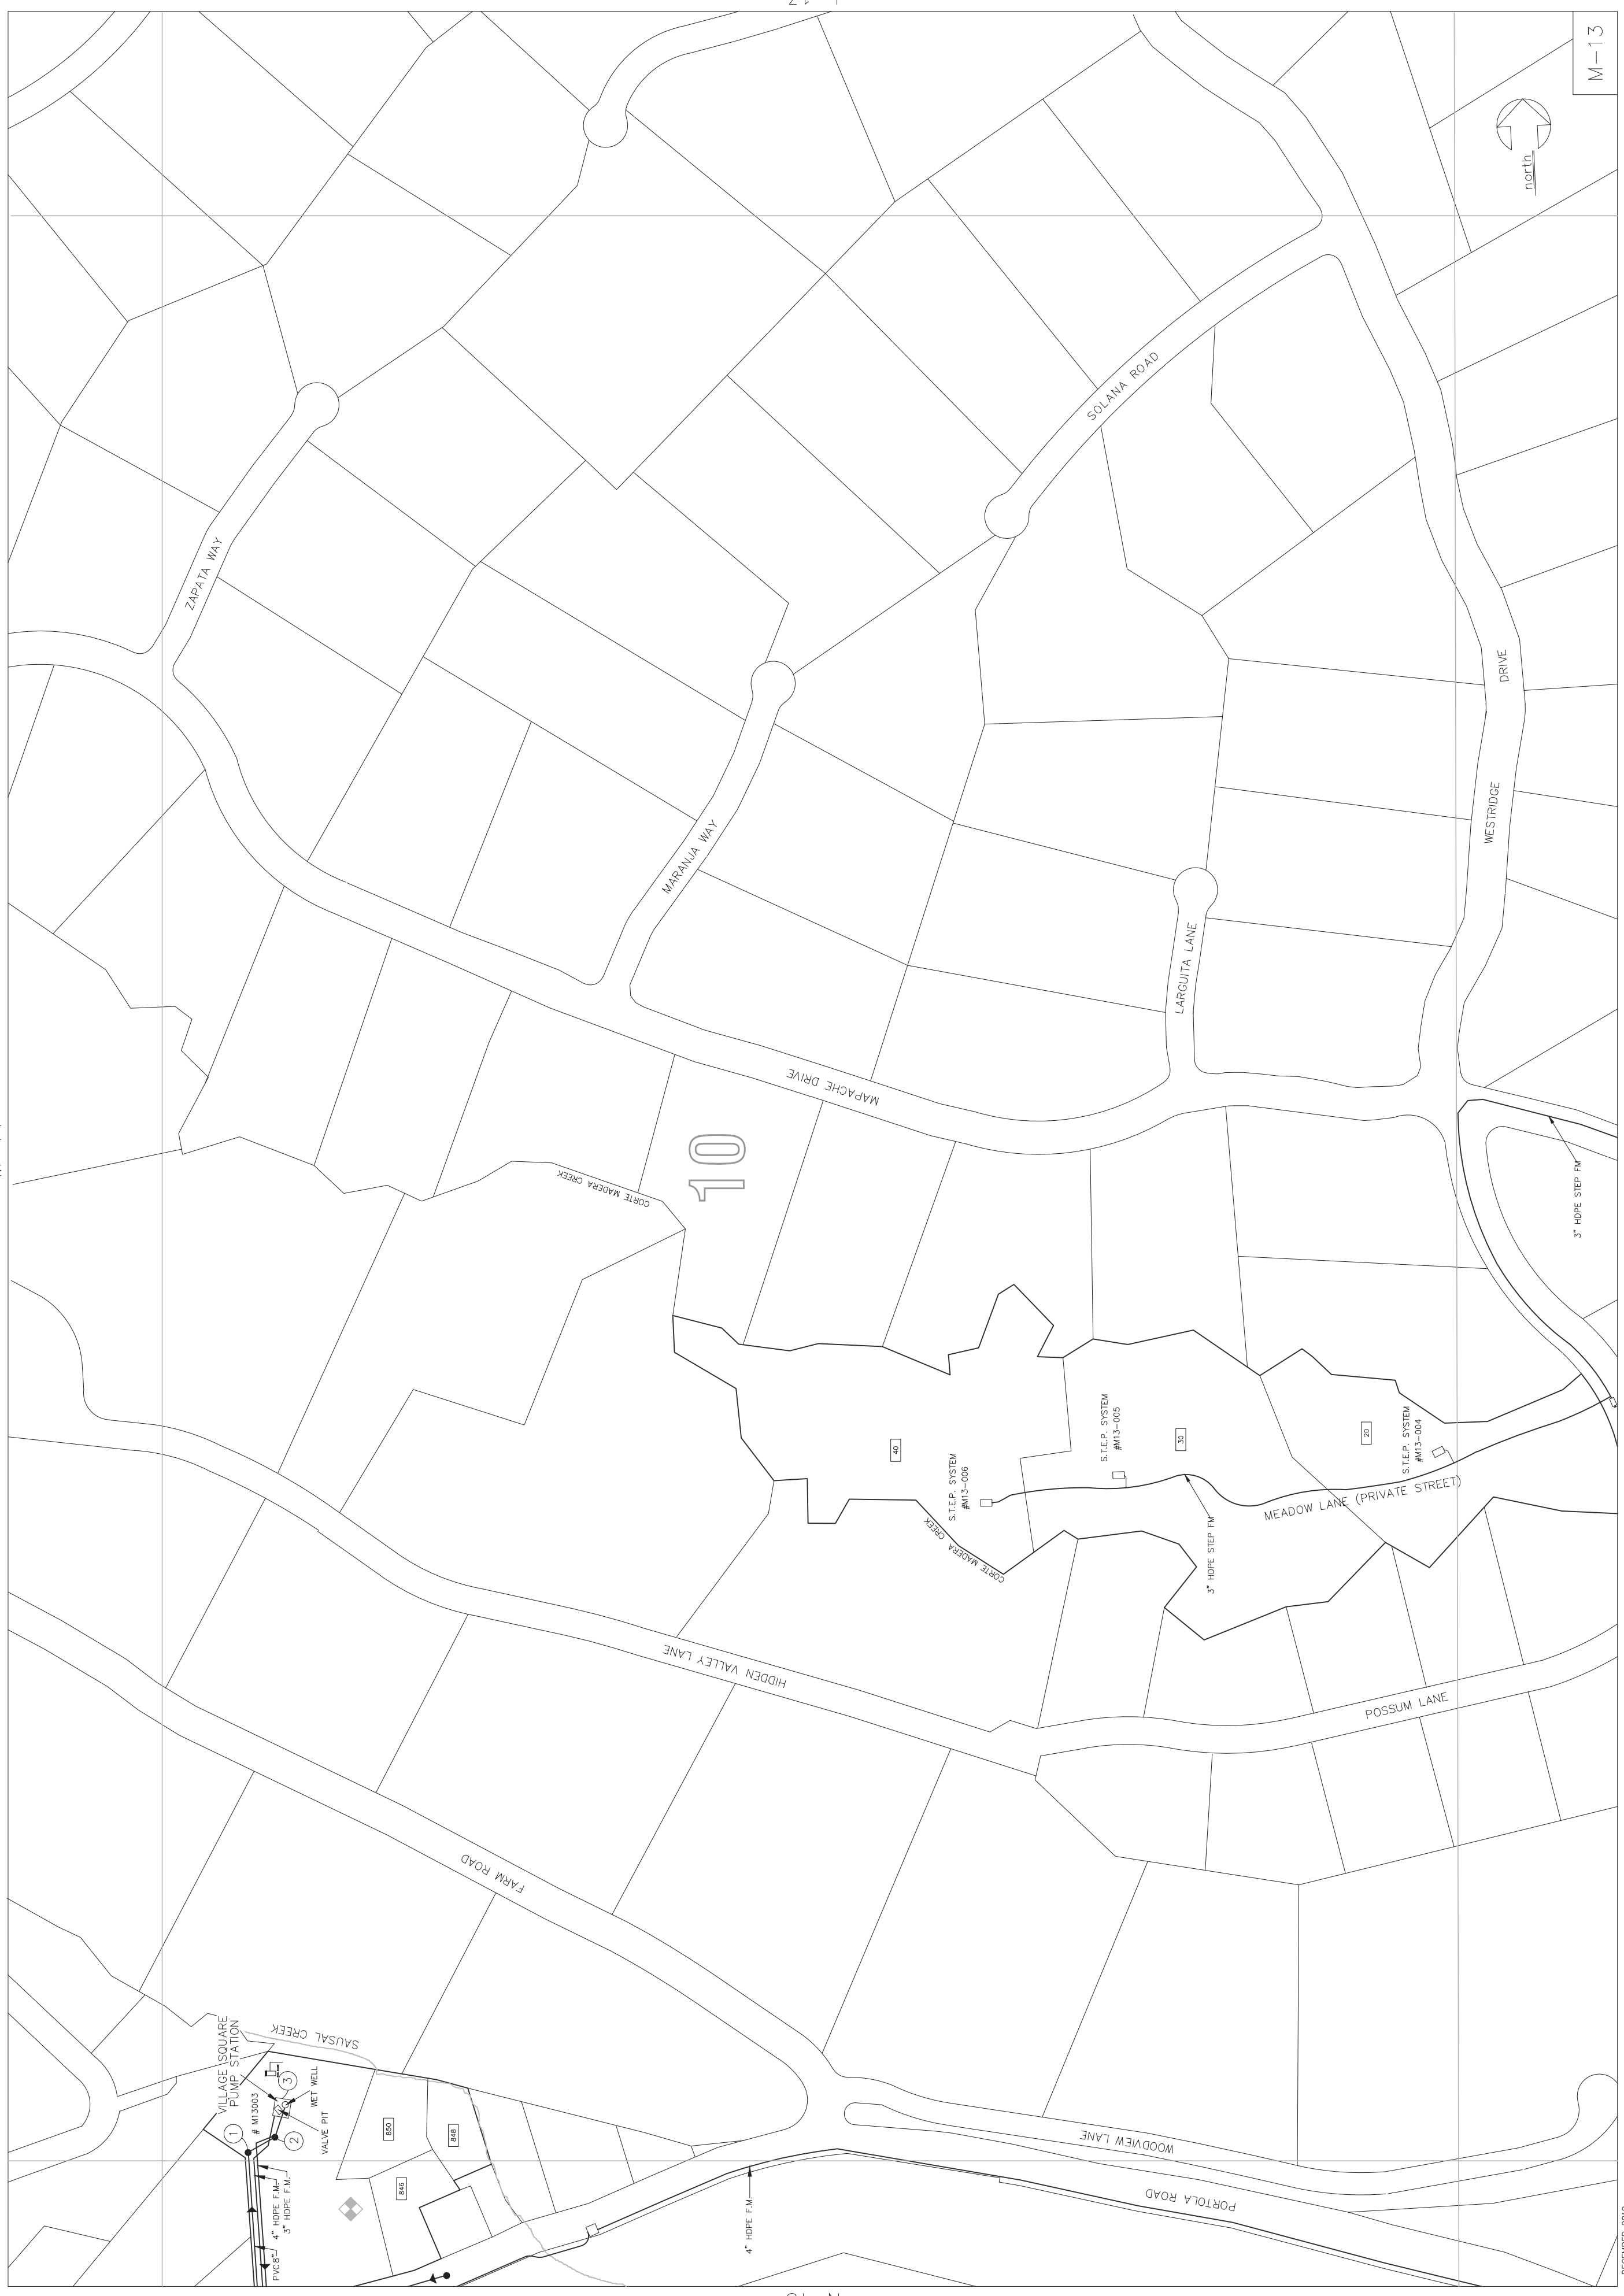 M-13
north
SOLANA ROAD
ZAPATA WAY
DRIVE
WESTRIDGE
MARANJA WAY
LARGUITA LANE
MAPACHE DRIVE
10
CORTE MADERA CREEK
3" HDPE STEP FM
40
S.T.E.P. SYSTEM
#M13-005
30
20
S.T.E.P. SYSTEM
#M13-004
S.T.E.P. SYSTEM
#M13-006
MEADOW LANE (PRIVATE STREET)
CORTE MADERA
CREEK
3" HDPE STEP FM
HIDDEN VALLEY LANE
POSSUM LANE
FARM ROAD
VILLAGE SQUARE
PUMP STATION
SAUSAL CREEK
# M13003
1
2
3
WET WELL
VALVE PIT
850
848
846
PVC8"
4" HDPE F.M.
3" HDPE F.M.
4" HDPE F.M.
WOODVIEW LANE
PORTOLA ROAD